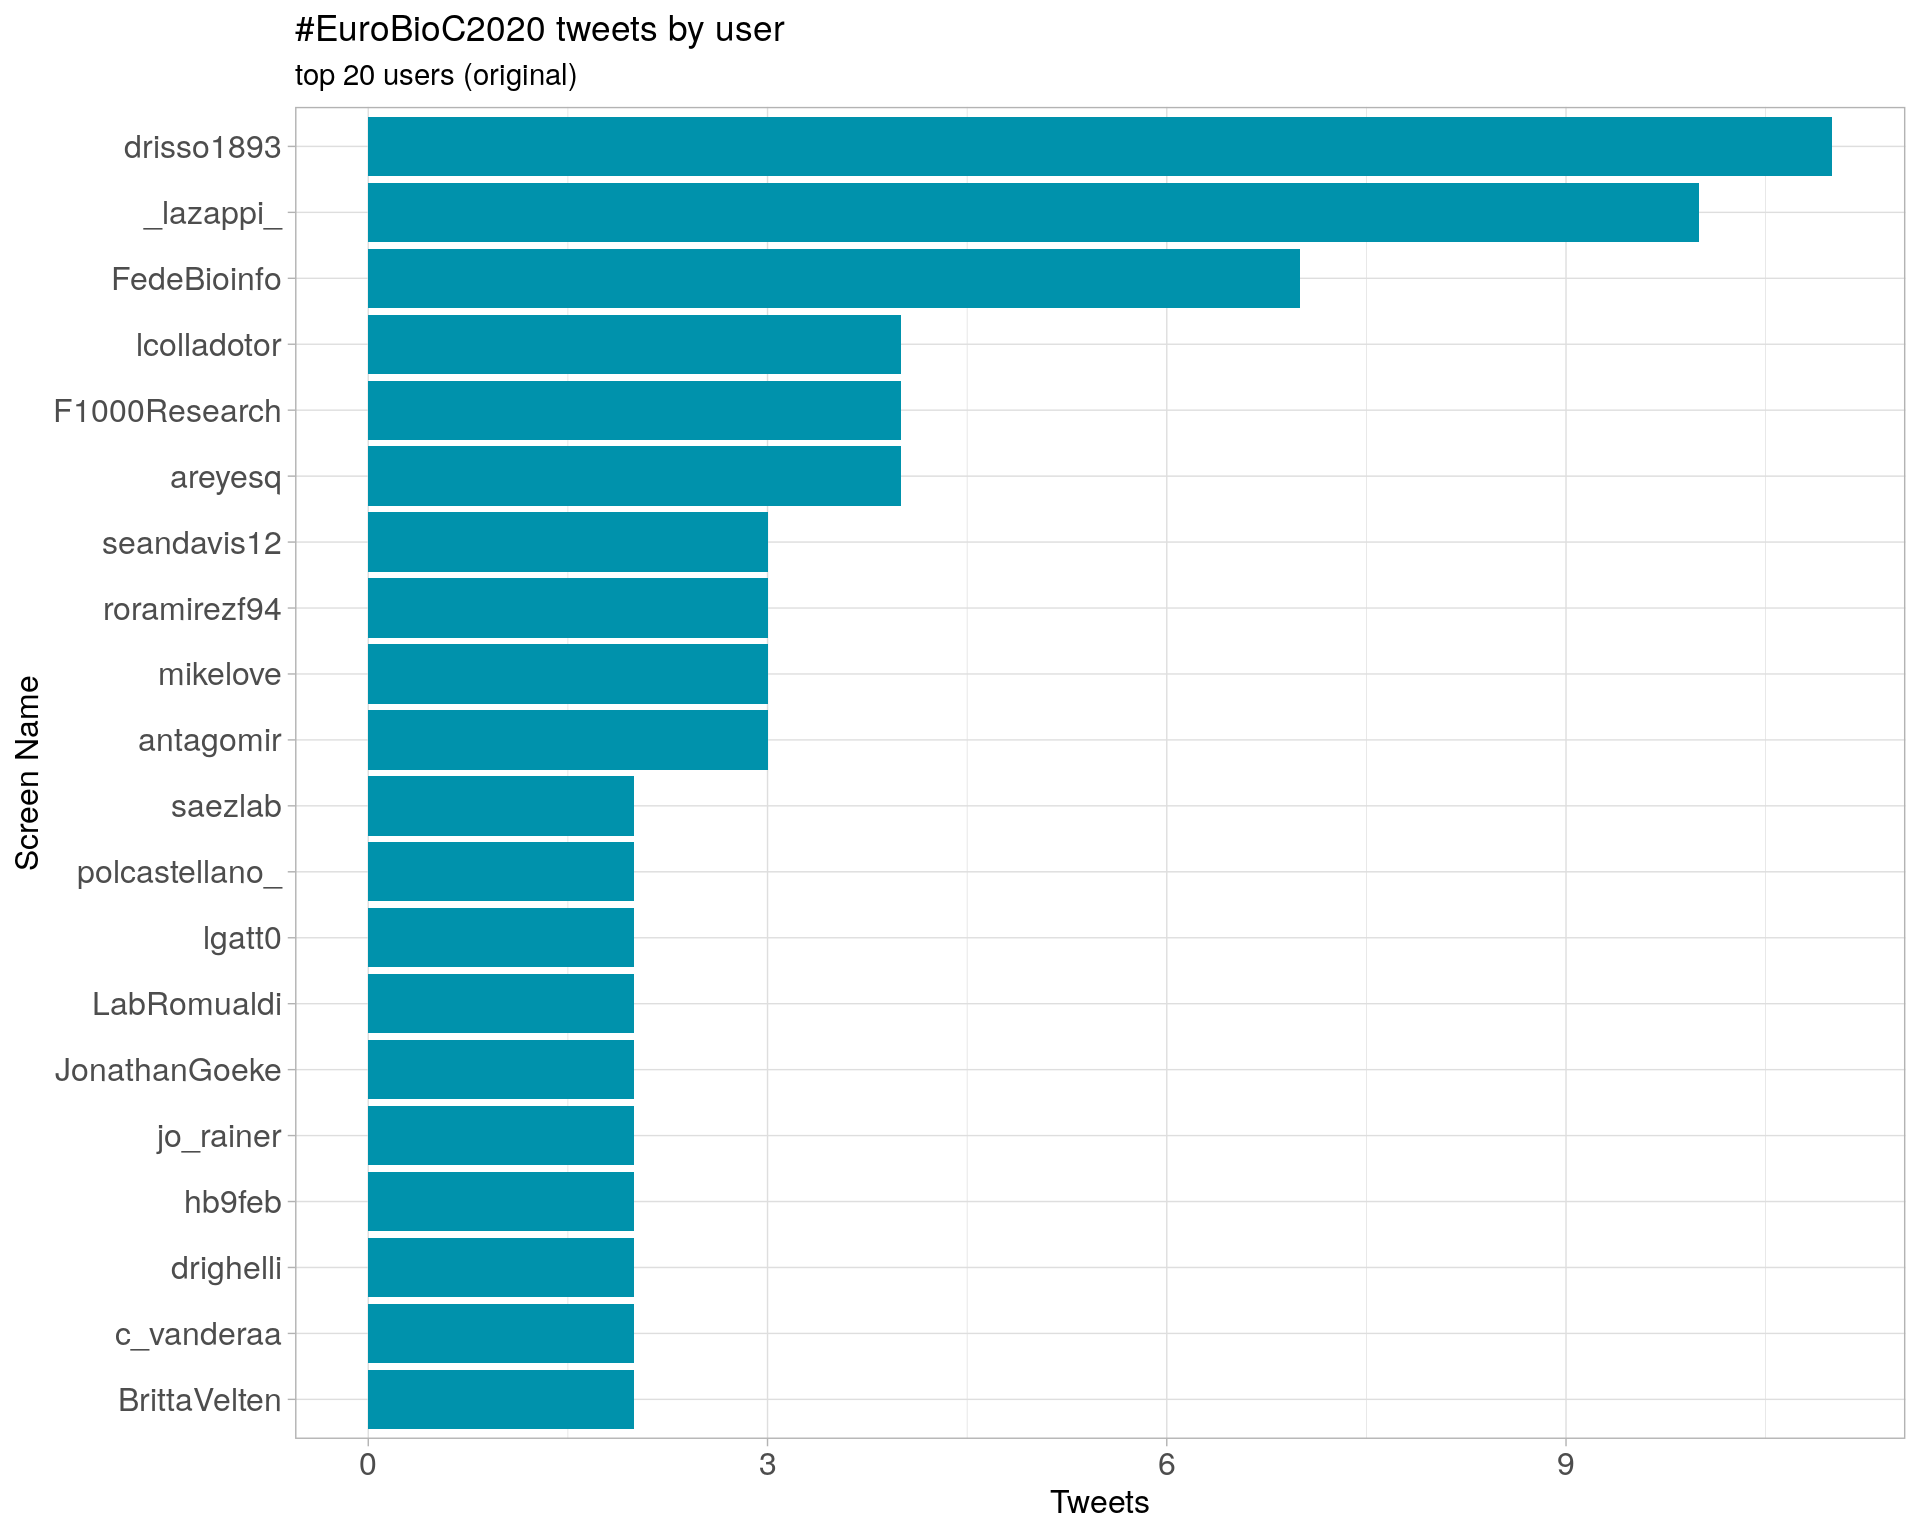 #EuroBioC2020 tweets by user
top 20 users (original)
drisso1893
_lazappi_
FedeBioinfo
lcolladotor
F1000Research
areyesq
seandavis12
roramirezf94
mikelove
antagomir
saezlab
polcastellano_
lgatt0
LabRomualdi
JonathanGoeke
jo_rainer
hb9feb
drighelli
c_vanderaa
BrittaVelten
Screen Name
0 3 6 9
Tweets